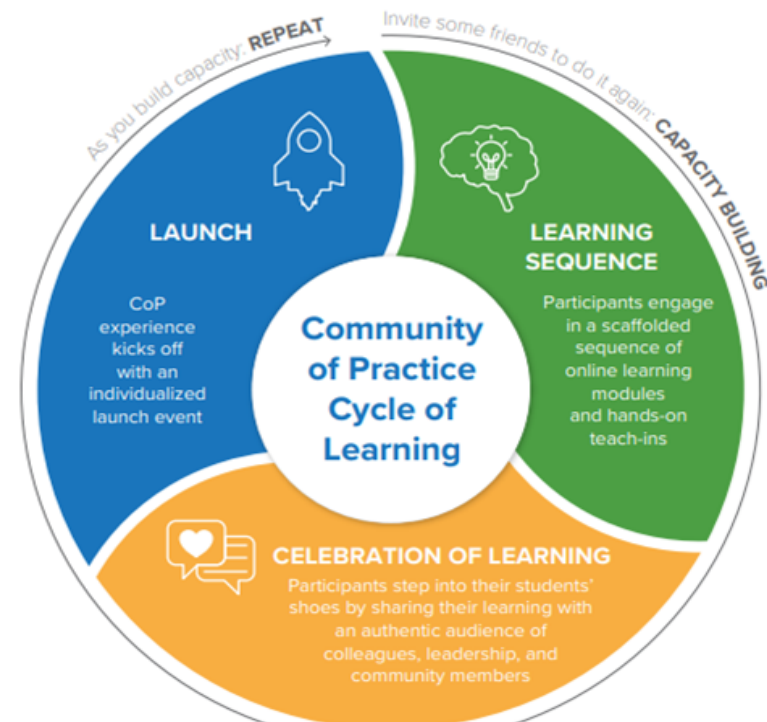 As you build capacity: REPEAT
Invite some friends to do it again: CAPACITY BUILDING
LAUNCH
CoP
experience
kicks off
with an
individualized
launch event
LEARNING
SEQUENCE
Participants engage
in a scaffolded
sequence of
online learning
modules
and hands-on
teach-ins
Community
of Practice
Cycle of
Learning
CELEBRATION OF LEARNING
Participants step into their students'
shoes by sharing their learning with
an authentic audience of
colleagues, leadership, and
community members